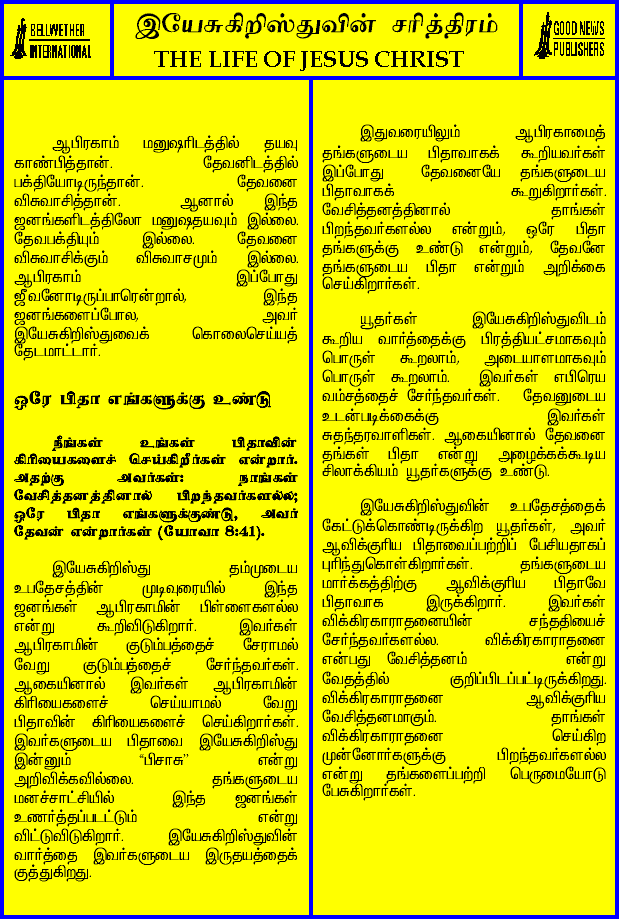 BELLWETHER
INTERNATIONAL
இயேசுகிறிஸ்துவின் சரித்திரம்
THE LIFE OF JESUS CHRIST
GOOD NEWS
PUBLISHERS
ஆபிரகாம் மனுஷரிடத்தில் தயவு
காண்பித்தான். தேவனிடத்தில்
பக்தியோடிருந்தான். தேவனை
விசுவாசித்தான். ஆனால் இந்த
ஜனங்களிடத்திலோ மனுஷதயவும் இல்லை.
தேவபக்தியும் இல்லை. தேவனை
விசுவாசிக்கும் விசுவாசமும் இல்லை.
ஆபிரகாம் இப்போது
ஜீவனோடிருப்பாரென்றால், இந்த
ஜனங்களைப்போல, அவர்
இயேசுகிறிஸ்துவைக் கொலைசெய்யத்
தேடமாட்டார்.
ஒரே பிதா எங்களுக்கு உண்டு
நீங்கள் உங்கள் பிதாவின்
கிரியைகளைச் செய்கிறீர்கள் என்றார்.
அதற்கு அவர்கள்: நாங்கள்
வேசித்தனத்தினால் பிறந்தவர்களல்ல;
ஒரே பிதா எங்களுக்குண்டு, அவர்
தேவன் என்றார்கள் (யோவா 8:41).
இயேசுகிறிஸ்து தம்முடைய
உபதேசத்தின் முடிவுரையில் இந்த
ஜனங்கள் ஆபிரகாமின் பிள்ளைகளல்ல
என்று கூறிவிடுகிறார். இவர்கள்
ஆபிரகாமின் குடும்பத்தைச் சேராமல்
வேறு குடும்பத்தைச் சேர்ந்தவர்கள்.
ஆகையினால் இவர்கள் ஆபிரகாமின்
கிரியைகளைச் செய்யாமல் வேறு
பிதாவின் கிரியைகளைச் செய்கிறார்கள்.
இவர்களுடைய பிதாவை இயேசுகிறிஸ்து
இன்னும் “பிசாசு” என்று
அறிவிக்கவில்லை. தங்களுடைய
மனச்சாட்சியில் இந்த ஜனங்கள்
உணர்த்தப்படட்டும் என்று
விட்டுவிடுகிறார். இயேசுகிறிஸ்துவின்
வார்த்தை இவர்களுடைய இருதயத்தைக்
குத்துகிறது.
இதுவரையிலும் ஆபிரகாமைத்
தங்களுடைய பிதாவாகக் கூறியவர்கள்
இப்போது தேவனையே தங்களுடைய
பிதாவாகக் கூறுகிறார்கள்.
வேசித்தனத்தினால் தாங்கள்
பிறந்தவர்களல்ல என்றும், ஒரே பிதா
தங்களுக்கு உண்டு என்றும், தேவனே
தங்களுடைய பிதா என்றும் அறிக்கை
செய்கிறார்கள்.
யூதர்கள் இயேசுகிறிஸ்துவிடம்
கூறிய வார்த்தைக்கு பிரத்தியட்சமாகவும்
பொருள் கூறலாம், அடையாளமாகவும்
பொருள் கூறலாம். இவர்கள் எபிரெய
வம்சத்தைச் சேர்ந்தவர்கள். தேவனுடைய
உடன்படிக்கைக்கு இவர்கள்
சுதந்தரவாளிகள். ஆகையினால் தேவனை
தங்கள் பிதா என்று அழைக்கக்கூடிய
சிலாக்கியம் யூதர்களுக்கு உண்டு.
இயேசுகிறிஸ்துவின் உபதேசத்தைக்
கேட்டுக்கொண்டிருக்கிற யூதர்கள், அவர்
ஆவிக்குரிய பிதாவைப்பற்றிப் பேசியதாகப்
புரிந்துகொள்கிறார்கள். தங்களுடைய
மார்க்கத்திற்கு ஆவிக்குரிய பிதாவே
பிதாவாக இருக்கிறார். இவர்கள்
விக்கிரகாராதனையின் சந்ததியைச்
சேர்ந்தவர்களல்ல. விக்கிரகாராதனை
என்பது வேசித்தனம் என்று
வேதத்தில் குறிப்பிடப்பட்டிருக்கிறது.
விக்கிரகாராதனை ஆவிக்குரிய
வேசித்தனமாகும். தாங்கள்
விக்கிரகாராதனை செய்கிற
முன்னோர்களுக்கு பிறந்தவர்களல்ல
என்று தங்களைப்பற்றி பெருமையோடு
பேசுகிறார்கள்.